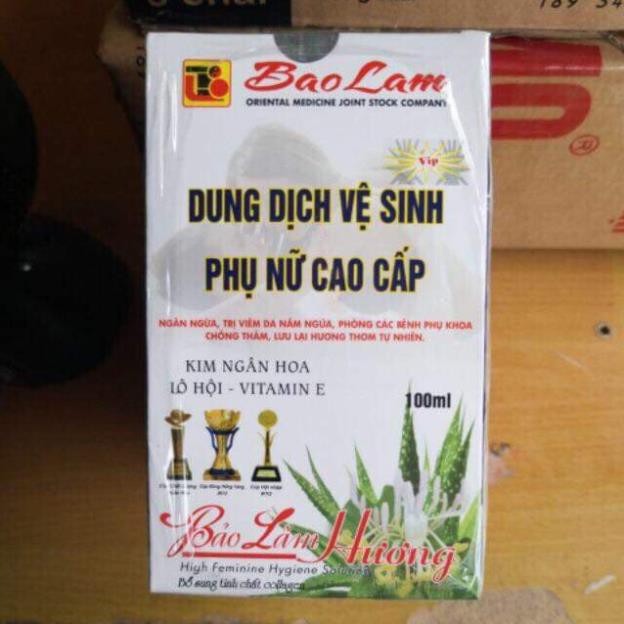 BaoLam
ORIENTAL MEDICINE JOINT STOCK COMPANY
Vip
DUNG DỊCH VỆ SINH
PHỤ NỮ CAO CẤP
NGĂN NGỪA, TRỊ VIÊM DA NẤM NGỨA, PHÒNG CÁC BỆNH PHỤ KHOA
CHỐNG THÂM, LƯU LẠI HƯƠNG THƠM TỰ NHIÊN.
KIM NGÂN HOA
LÔ HỘI - VITAMIN E
100ml
Bảo Lâm Hương
High Feminine Hygiene Solution
Bổ sung tinh chất collagen